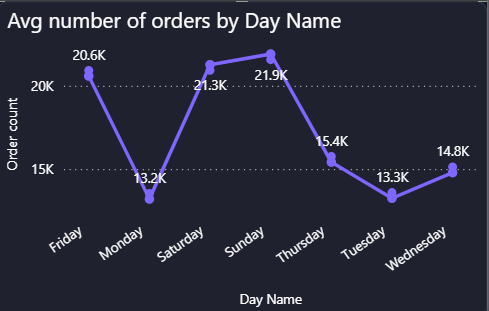 Avg number of orders by Day Name
20.6K
20K
21.3K
21.9K
15.4K
15K
13.2K
13.3K
14.8K
Order count
Friday
Monday
Saturday
Sunday
Thursday
Tuesday
Wednesday
Day Name